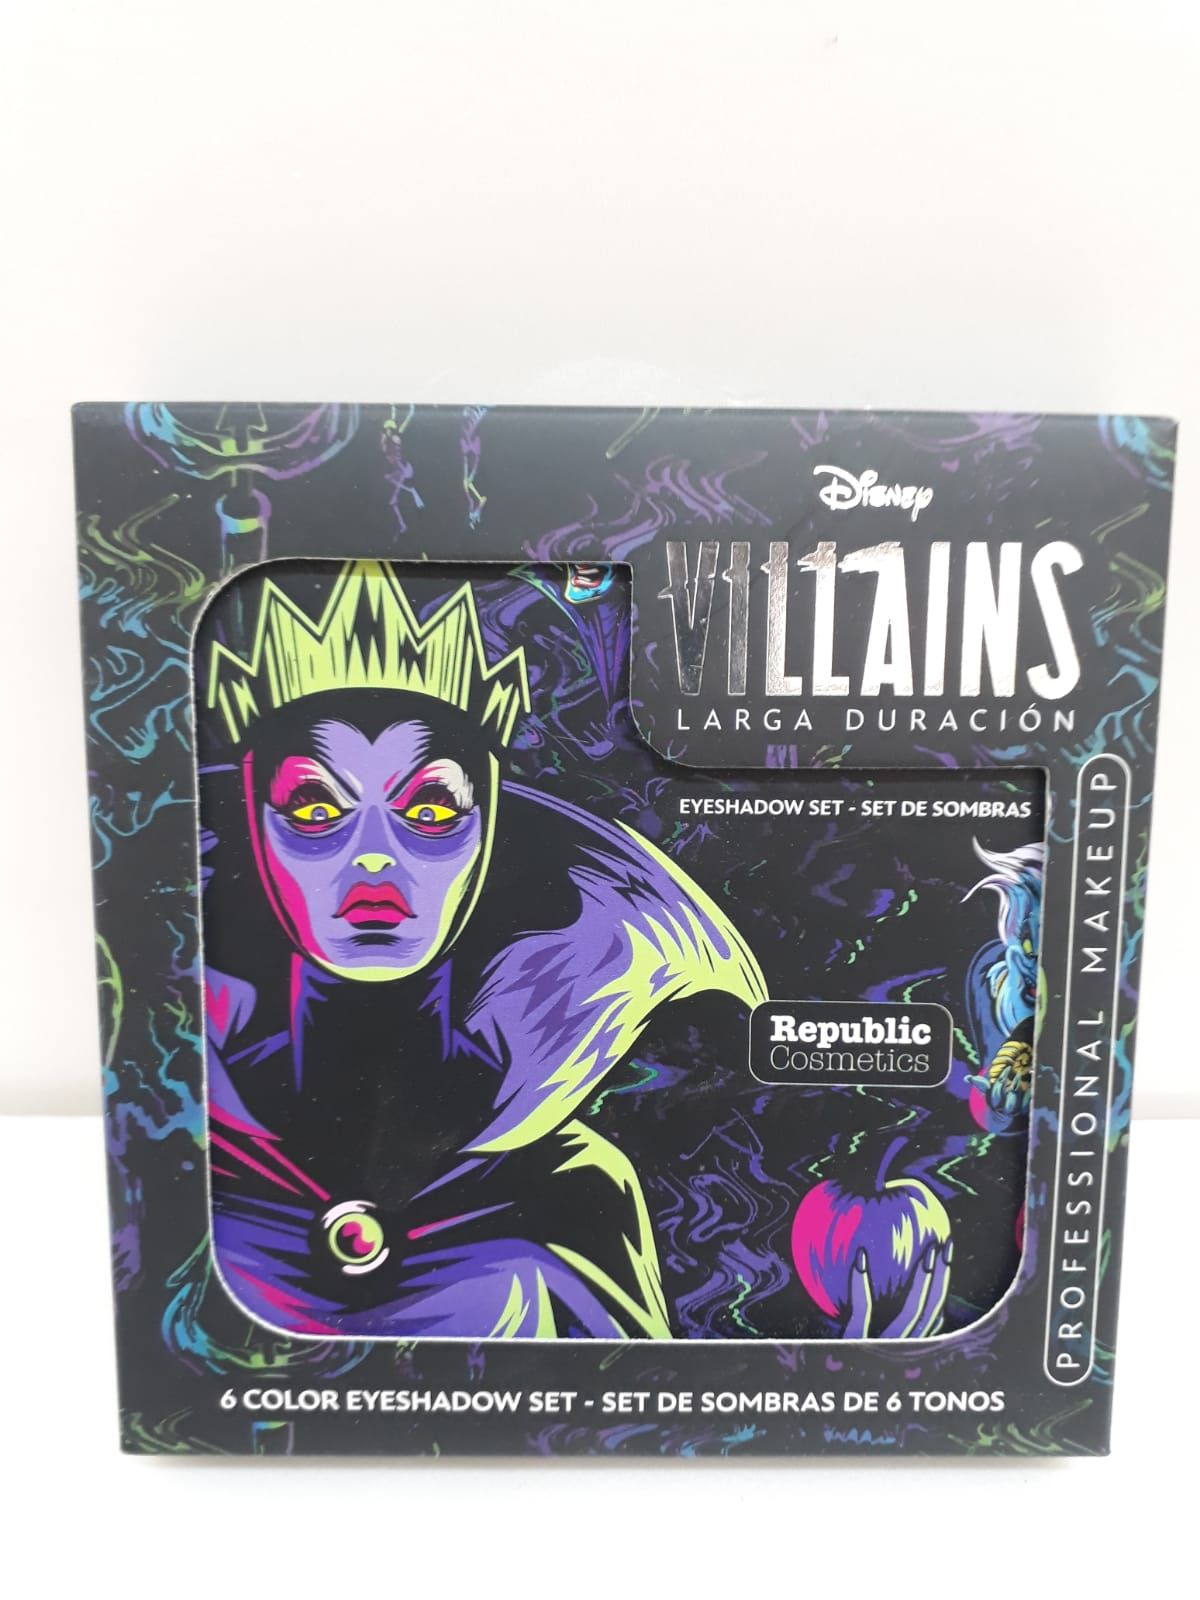 Disney
VILLAINS
LARGA DURACIÓN
EYESHADOW SET - SET DE SOMBRAS
PROFESSIONAL MAKEUP
Republic
Cosmetics
6 COLOR EYESHADOW SET - SET DE SOMBRAS DE 6 TONOS